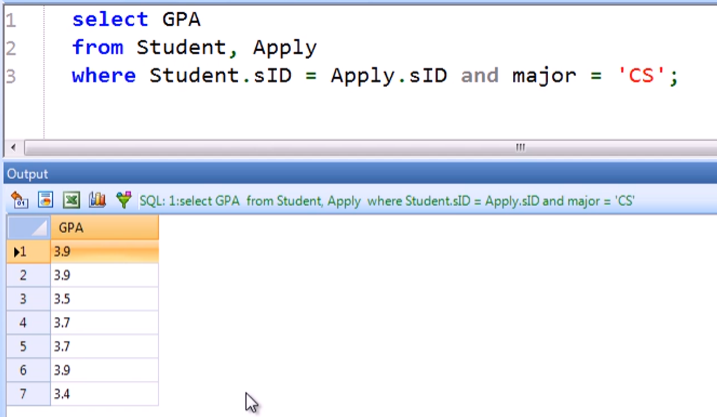 1 select GPA
2 from Student, Apply
3 where Student.sID = Apply.sID and major = 'CS';
Output
SQL: 1:select GPA from Student, Apply where Student.sID = Apply.sID and major = 'CS'
GPA
1 3.9
2 3.9
3 3.5
4 3.7
5 3.7
6 3.9
7 3.4